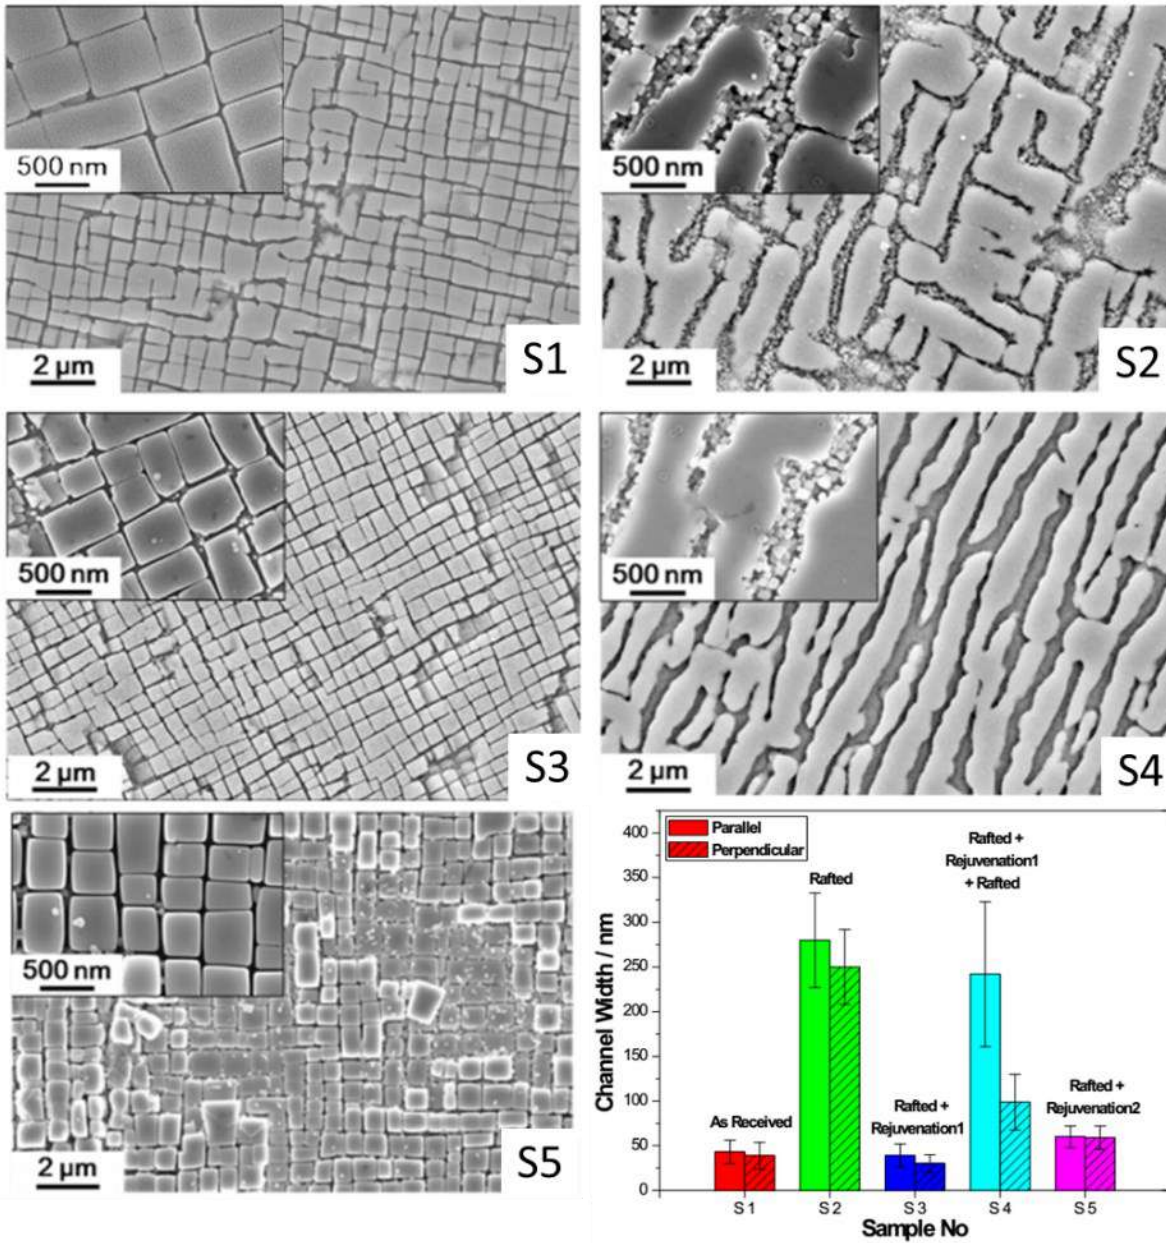 500 nm
2 µm
S1
500 nm
2 µm
S2
500 nm
2 µm
S3
500 nm
2 µm
S4
500 nm
2 µm
S5
Parallel
Perpendicular
Rafted +
Rejuvenation1
+ Rafted
Rafted
As Received
Rafted +
Rejuvenation1
Rafted +
Rejuvenation2
Channel Width / nm
400
350
300
250
200
150
100
50
0
S1 S2 S3 S4 S5
Sample No